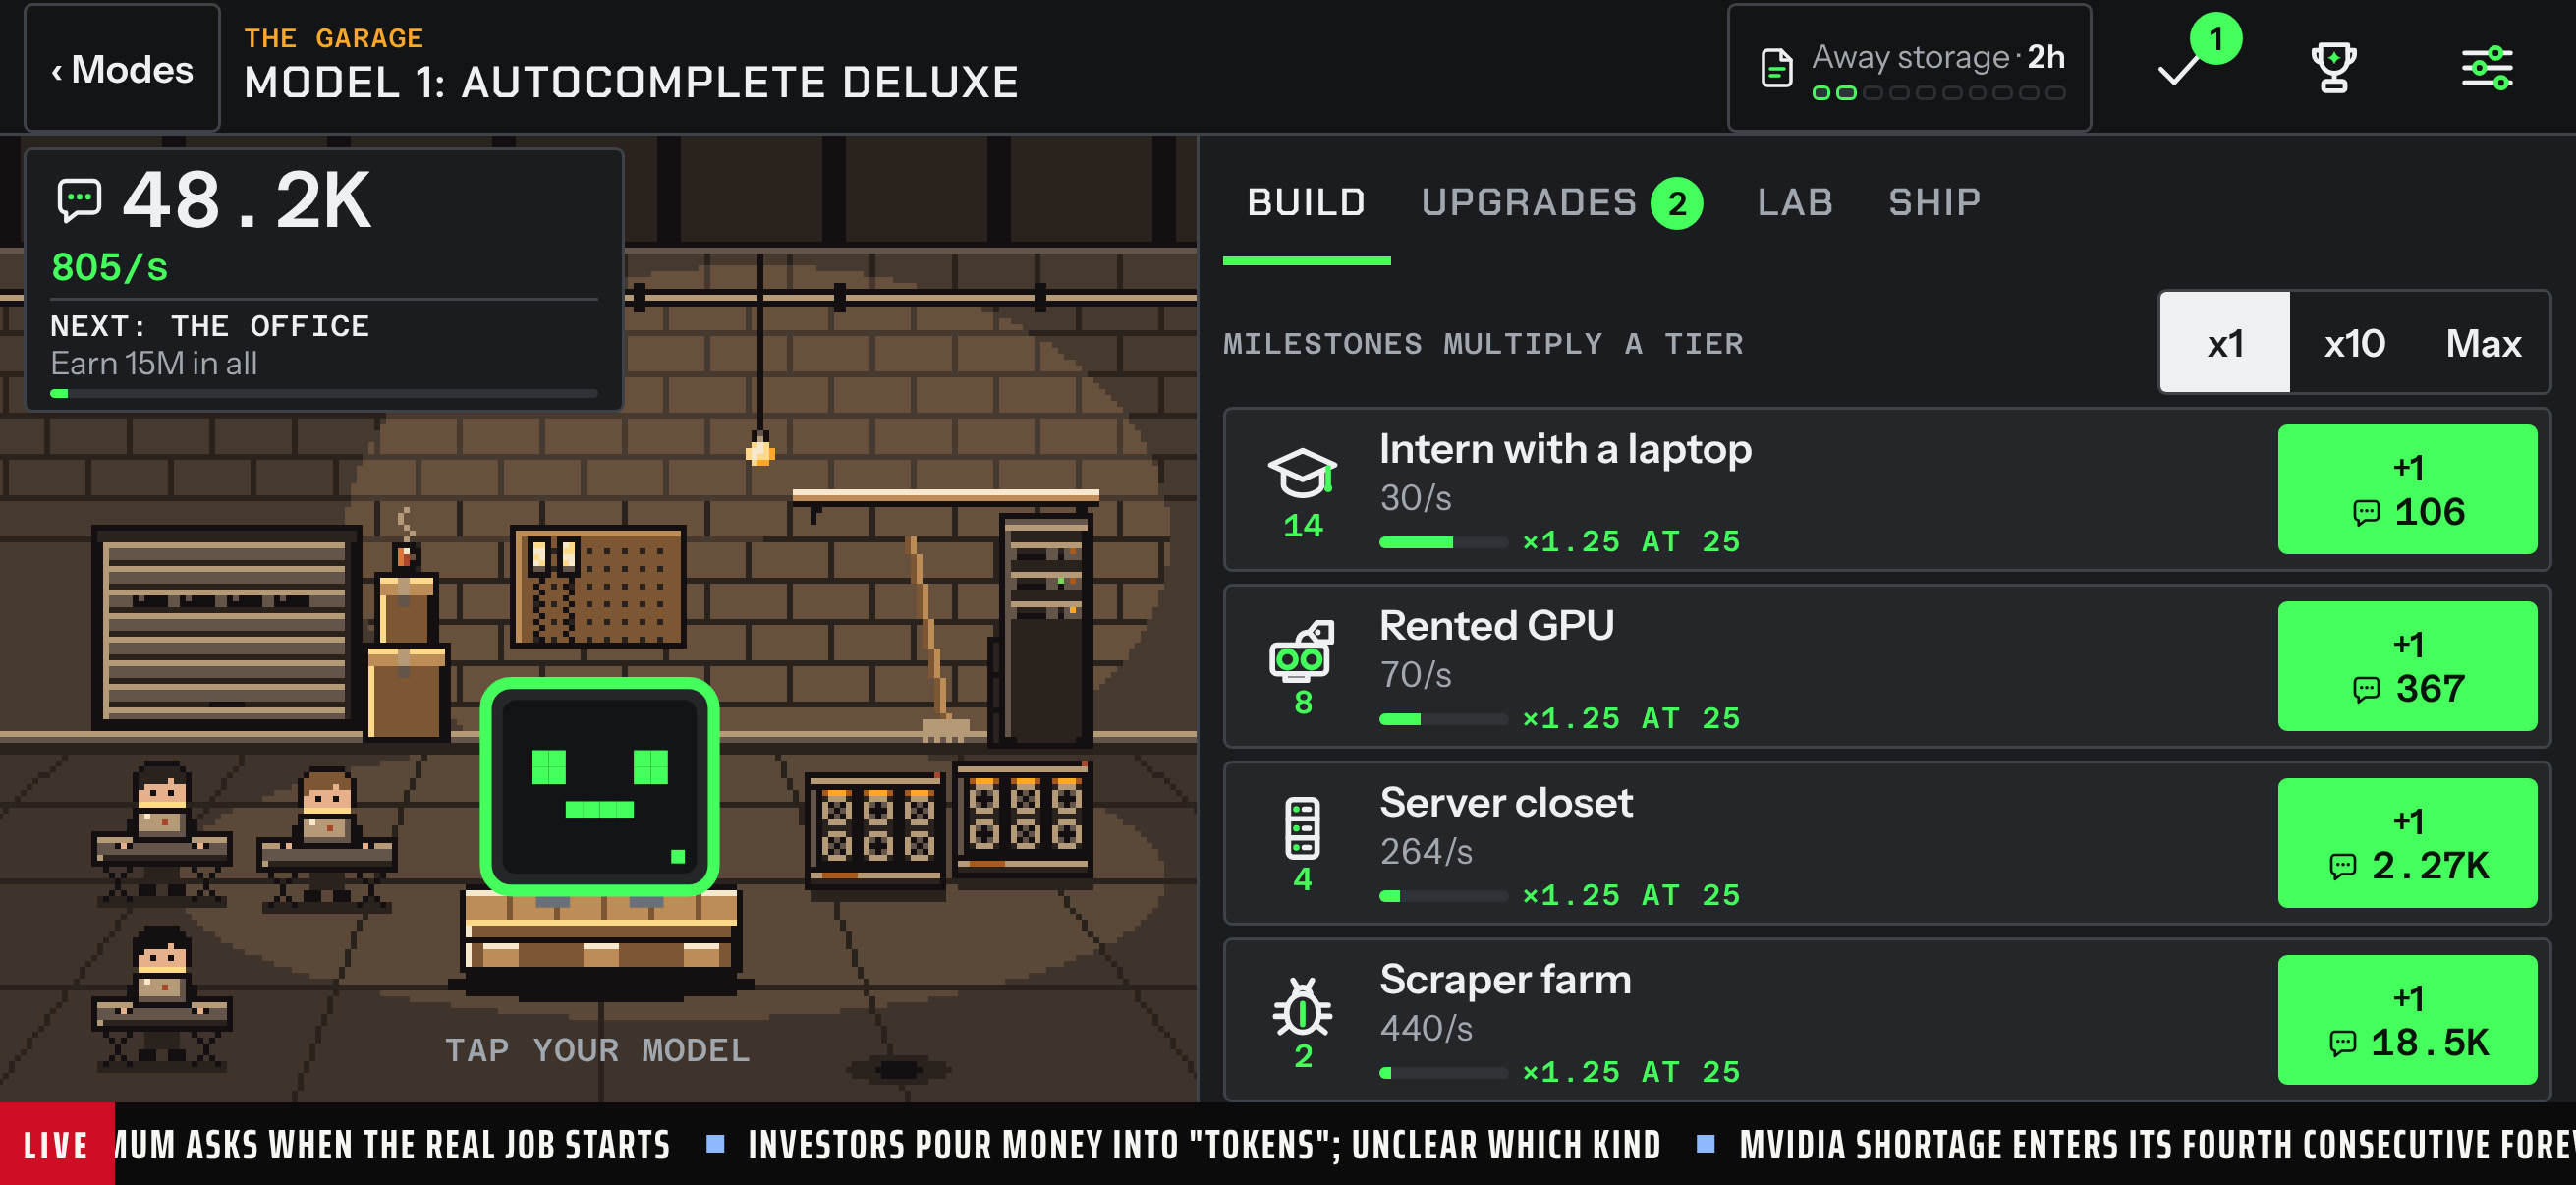 ‹ Modes
THE GARAGE
MODEL 1: AUTOCOMPLETE DELUXE
Away storage · 2h
1
48.2K
805/s
NEXT: THE OFFICE
Earn 15M in all
TAP YOUR MODEL
BUILD
UPGRADES 2
LAB
SHIP
MILESTONES MULTIPLY A TIER
x1
x10
Max
Intern with a laptop
30/s
14
×1.25 AT 25
+1
106
Rented GPU
70/s
8
×1.25 AT 25
+1
367
Server closet
264/s
4
×1.25 AT 25
+1
2.27K
Scraper farm
440/s
2
×1.25 AT 25
+1
18.5K
LIVE
MUM ASKS WHEN THE REAL JOB STARTS ■ INVESTORS POUR MONEY INTO "TOKENS"; UNCLEAR WHICH KIND ■ MVIDIA SHORTAGE ENTERS ITS FOURTH CONSECUTIVE